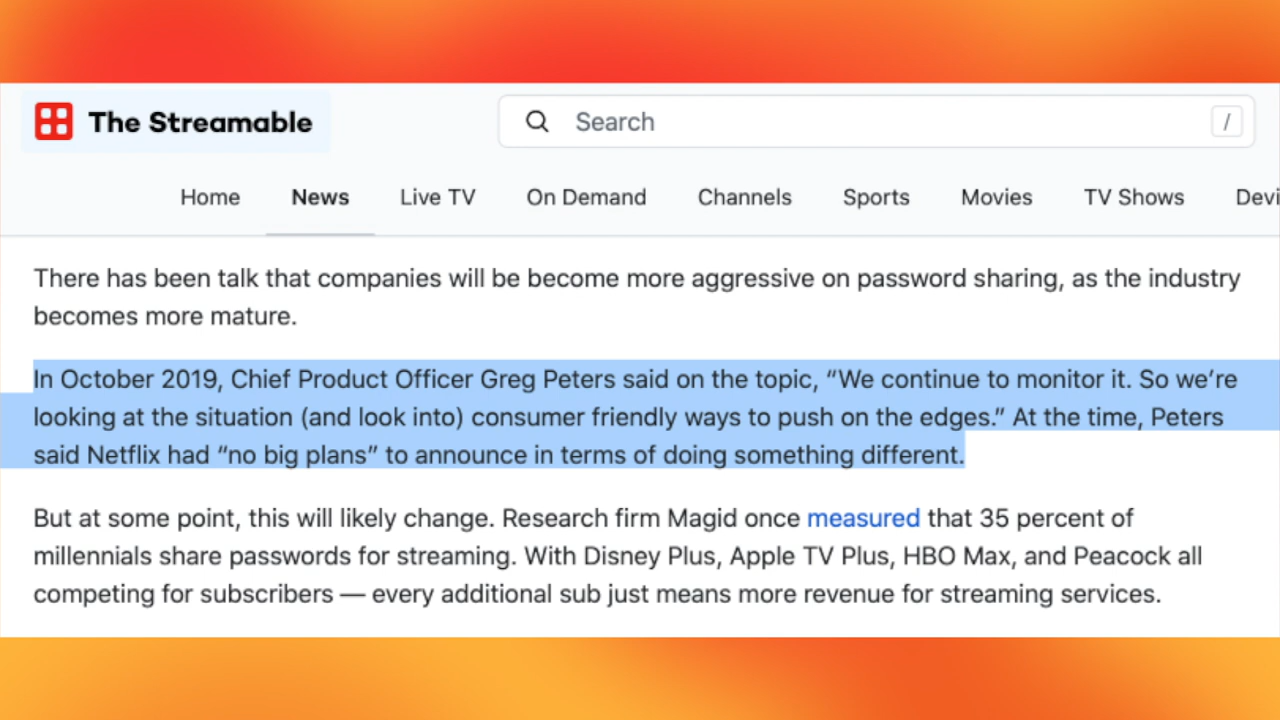 The Streamable
Search
/
Home News Live TV On Demand Channels Sports Movies TV Shows Devi
There has been talk that companies will be become more aggressive on password sharing, as the industry
becomes more mature.
In October 2019, Chief Product Officer Greg Peters said on the topic, “We continue to monitor it. So we’re
looking at the situation (and look into) consumer friendly ways to push on the edges.” At the time, Peters
said Netflix had “no big plans” to announce in terms of doing something different.
But at some point, this will likely change. Research firm Magid once measured that 35 percent of
millennials share passwords for streaming. With Disney Plus, Apple TV Plus, HBO Max, and Peacock all
competing for subscribers — every additional sub just means more revenue for streaming services.